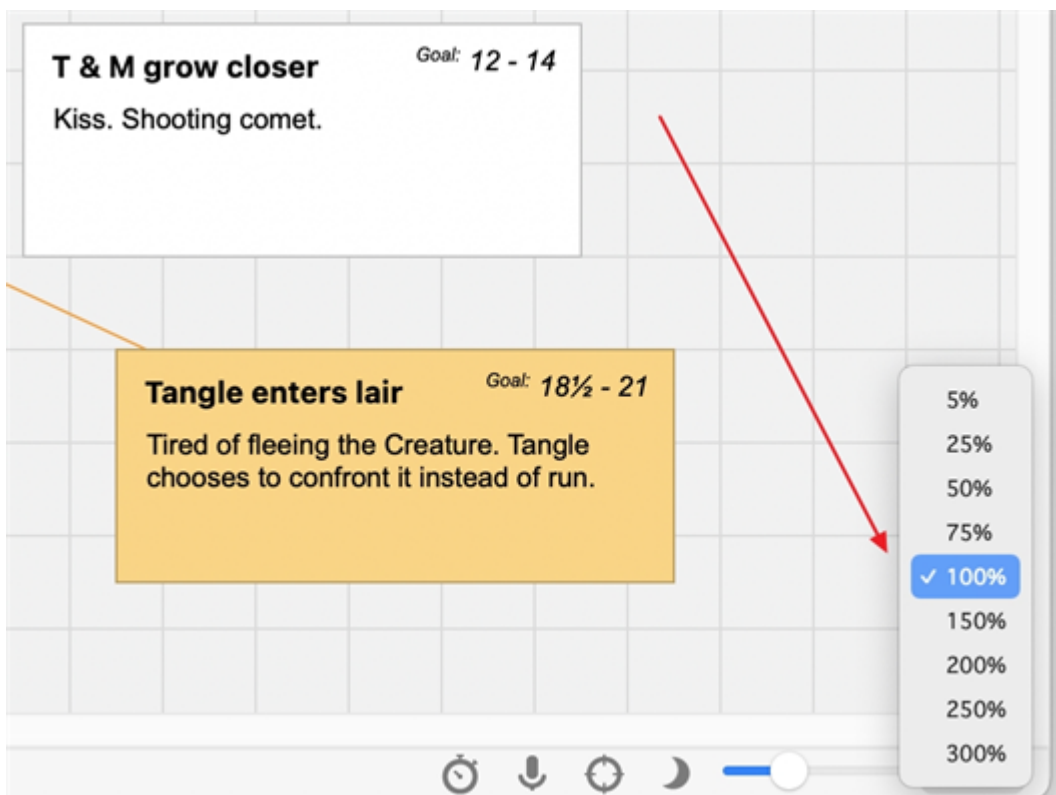 T & M grow closer
Goal: 12 - 14
Kiss. Shooting comet.
Tangle enters lair
Goal: 18½ - 21
Tired of fleeing the Creature. Tangle
chooses to confront it instead of run.
5%
25%
50%
75%
✓ 100%
150%
200%
250%
300%